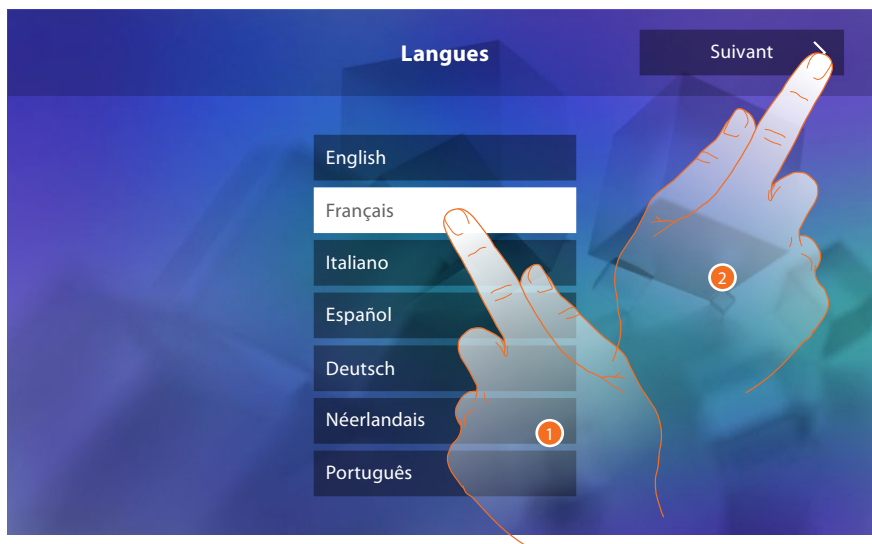 Langues
Suivant
English
Français
Italiano
Español
Deutsch
Néerlandais
Português
1
2